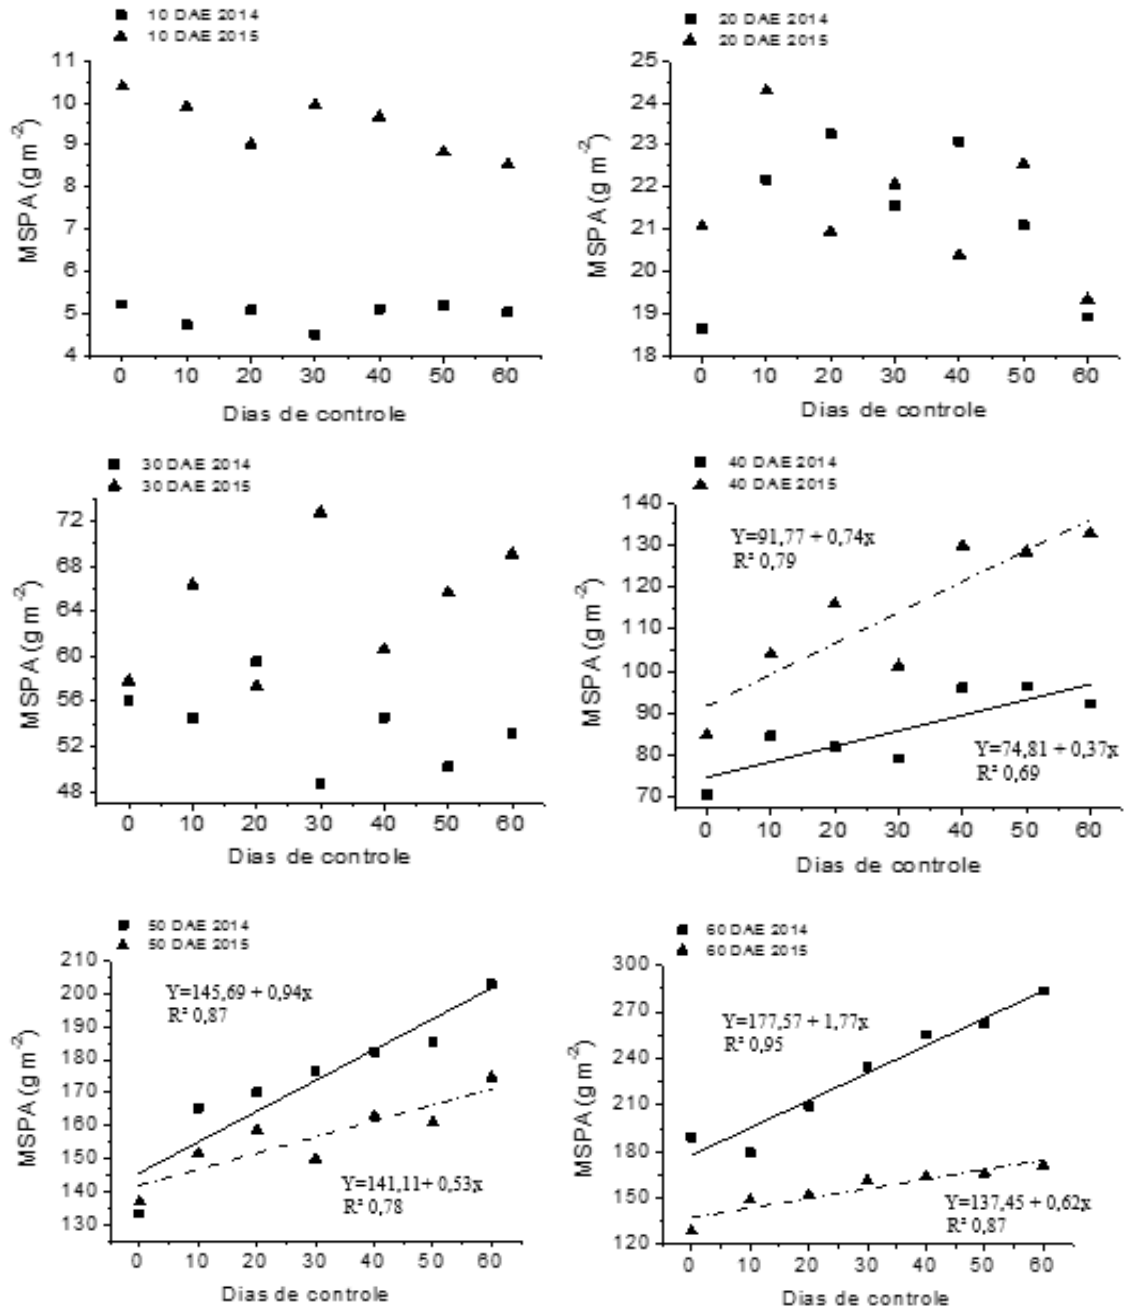 10 DAE 2014
10 DAE 2015
11
10
9
8
7
6
5
4
MSPA (g m⁻²)
0 10 20 30 40 50 60
Dias de controle
20 DAE 2014
20 DAE 2015
25
24
23
22
21
20
19
18
MSPA (g m⁻²)
0 10 20 30 40 50 60
Dias de controle
30 DAE 2014
30 DAE 2015
72
68
64
60
56
52
48
MSPA (g m⁻²)
0 10 20 30 40 50 60
Dias de controle
40 DAE 2014
40 DAE 2015
140
130
120
110
100
90
80
70
MSPA (g m⁻²)
Y=91,77 + 0,74x
R² 0,79
Y=74,81 + 0,37x
R² 0,69
0 10 20 30 40 50 60
Dias de controle
50 DAE 2014
50 DAE 2015
210
200
190
180
170
160
150
140
130
MSPA (g m⁻²)
Y=145,69 + 0,94x
R² 0,87
Y=141,11+ 0,53x
R² 0,78
0 10 20 30 40 50 60
Dias de controle
60 DAE 2014
60 DAE 2015
300
270
240
210
180
150
120
MSPA (g m⁻²)
Y=177,57 + 1,77x
R² 0,95
Y=137,45 + 0,62x
R² 0,87
0 10 20 30 40 50 60
Dias de controle